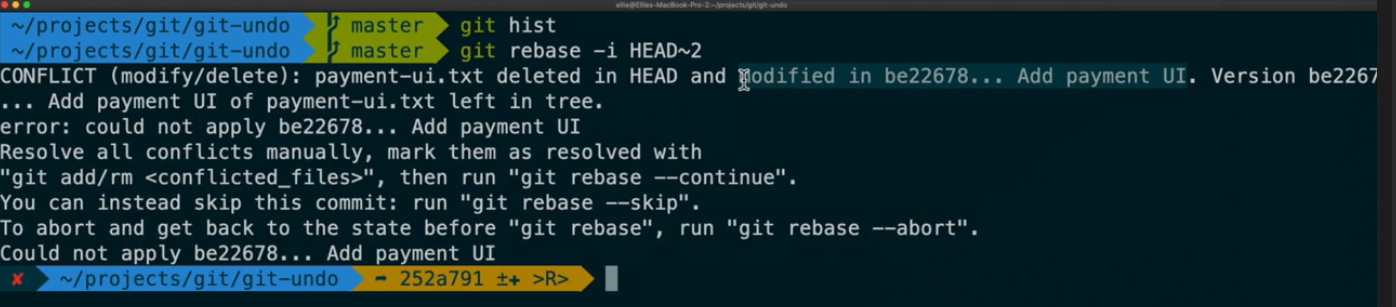 ellie@Ellies-MacBook-Pro-2:~/projects/git/git-undo
~/projects/git/git-undo master git hist
~/projects/git/git-undo master git rebase -i HEAD~2
CONFLICT (modify/delete): payment-ui.txt deleted in HEAD and modified in be22678... Add payment UI. Version be2267
... Add payment UI of payment-ui.txt left in tree.
error: could not apply be22678... Add payment UI
Resolve all conflicts manually, mark them as resolved with
"git add/rm <conflicted_files>", then run "git rebase --continue".
You can instead skip this commit: run "git rebase --skip".
To abort and get back to the state before "git rebase", run "git rebase --abort".
Could not apply be22678... Add payment UI
✘ ~/projects/git/git-undo ➦ 252a791 ±✚ >R>